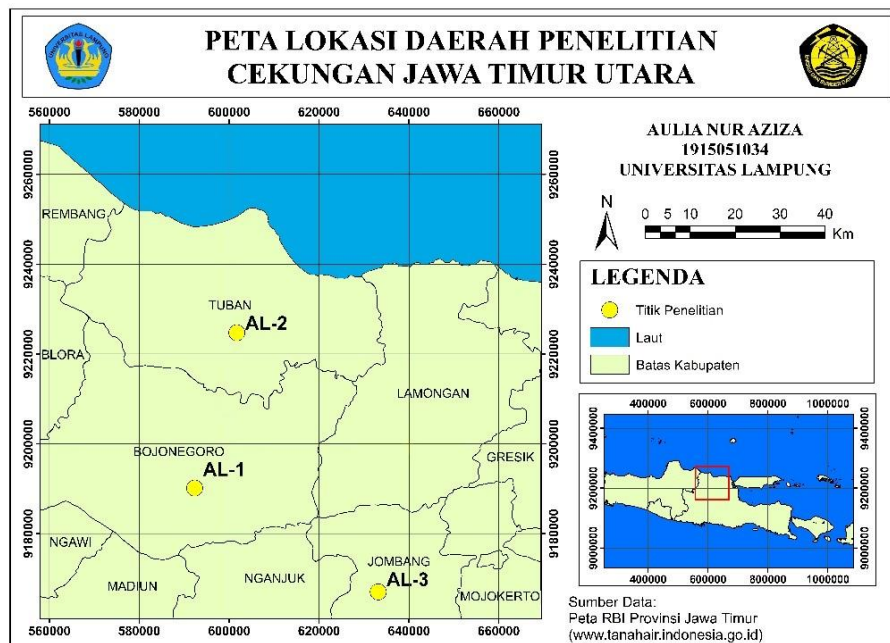 UNIVERSITAS LAMPUNG
PETA LOKASI DAERAH PENELITIAN
CEKUNGAN JAWA TIMUR UTARA
560000 580000 600000 620000 640000 660000
9260000
9240000
9220000
9200000
9180000
REMBANG
TUBAN
AL-2
BLORA
LAMONGAN
BOJONEGORO
AL-1
GRESIK
NGAWI
MADIUN
NGANJUK
JOMBANG
AL-3
MOJOKERTO
9260000
9240000
9220000
9200000
9180000
560000 580000 600000 620000 640000 660000
AULIA NUR AZIZA
1915051034
UNIVERSITAS LAMPUNG
N
0 5 10 20 30 40
Km
LEGENDA
Titik Penelitian
Laut
Batas Kabupaten
400000 600000 800000 1000000
9400000
9200000
9000000
9400000
9200000
9000000
400000 600000 800000 1000000
Sumber Data:
Peta RBI Provinsi Jawa Timur
(www.tanahair.indonesia.go.id)